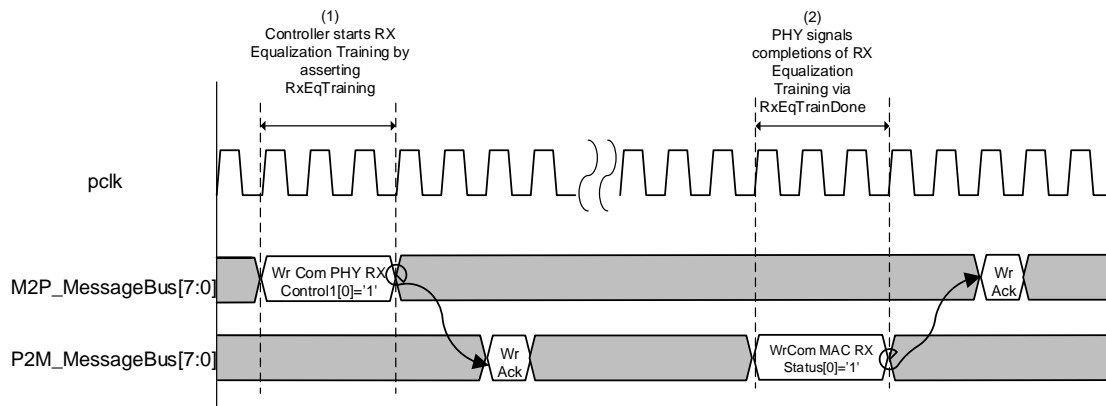 (1)
Controller starts RX
Equalization Training by
asserting
RxEqTraining
(2)
PHY signals
completions of RX
Equalization
Training via
RxEqTrainDone
pclk
M2P_MessageBus[7:0]
Wr Com PHY RX
Control1[0]='1'
Wr
Ack
P2M_MessageBus[7:0]
Wr
Ack
WrCom MAC RX
Status[0]='1'